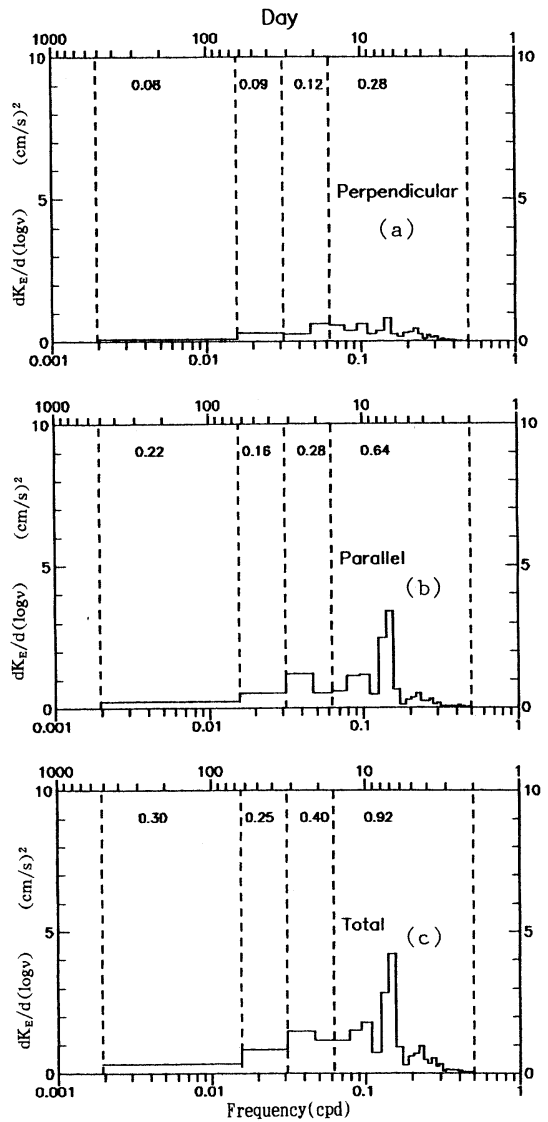 Day
1000 100 10 1
10 10
0.08 0.09 0.12 0.28
dKE/d(logν) (cm/s)2
5 5
Perpendicular
(a)
0 0
0.001 0.01 0.1 1
1000 100 10 1
10 10
0.22 0.16 0.28 0.64
dKE/d(logν) (cm/s)2
5 5
Parallel
(b)
0 0
0.001 0.01 0.1 1
1000 100 10 1
10 10
0.30 0.25 0.40 0.92
dKE/d(logν) (cm/s)2
5 5
Total
(c)
0 0
0.001 0.01 0.1 1
Frequency(cpd)